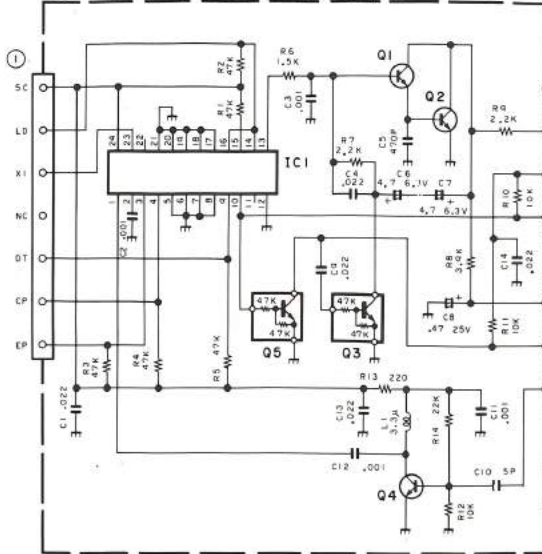 1
5C
LD
XI
NC
DT
CP
EP
R2
47K
R1
47K
R6
1.5K
C3
.001
Q1
Q2
C5
470P
R9
2.2K
24
23
22
21
20
19
18
17
16
15
14
13
IC1
1
2
3
4
5
6
7
8
9
10
11
12
C2
.001
R7
2.2K
C4
.022
C6
4.7 6.3V
C7
4.7 6.3V
R10
10K
R8
3.9K
C14
.022
C8
.47 25V
R11
10K
C9
.022
47K
47K
Q5
47K
47K
Q3
R3
47K
R4
47K
R5
47K
C1
.022
R13 220
C13
.022
L1
3.3μ
R14
22K
C11
.001
C12 .001
Q4
C10 5P
R12
10K